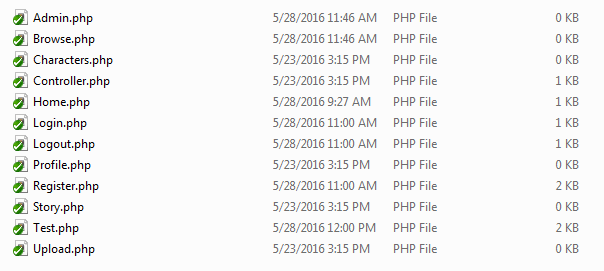 Admin.php 5/28/2016 11:46 AM PHP File 0 KB
Browse.php 5/28/2016 11:46 AM PHP File 0 KB
Characters.php 5/23/2016 3:15 PM PHP File 0 KB
Controller.php 5/23/2016 3:15 PM PHP File 1 KB
Home.php 5/28/2016 9:27 AM PHP File 1 KB
Login.php 5/28/2016 11:00 AM PHP File 1 KB
Logout.php 5/28/2016 11:00 AM PHP File 1 KB
Profile.php 5/23/2016 3:15 PM PHP File 0 KB
Register.php 5/28/2016 11:00 AM PHP File 2 KB
Story.php 5/23/2016 3:15 PM PHP File 0 KB
Test.php 5/28/2016 12:00 PM PHP File 2 KB
Upload.php 5/23/2016 3:15 PM PHP File 0 KB